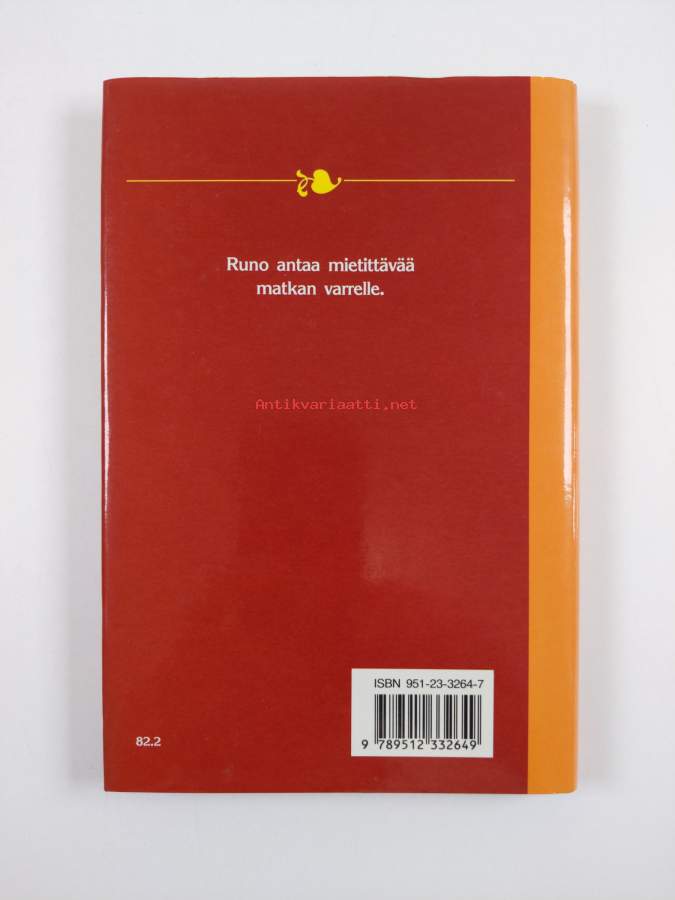 Runo antaa mietittävää
matkan varrelle.
Antikvariaatti.net
ISBN 951-23-3264-7
9 789512 332649
82.2